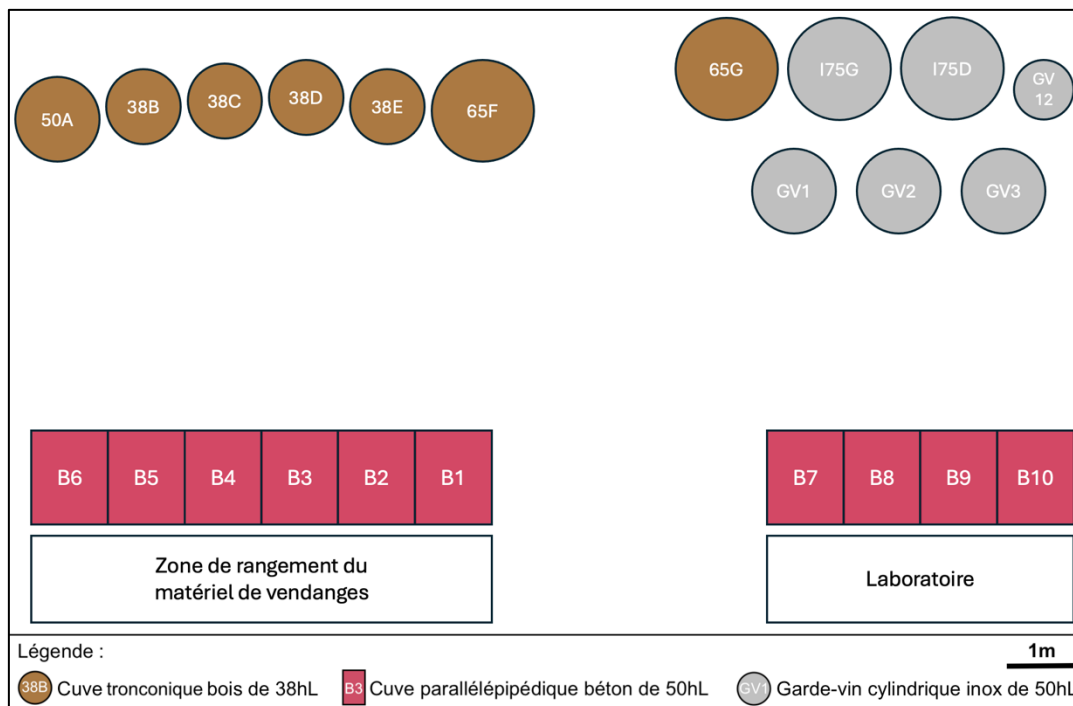 50A
38B
38C
38D
38E
65F
65G
I75G
I75D
GV
12
GV1
GV2
GV3
B6
B5
B4
B3
B2
B1
B7
B8
B9
B10
Zone de rangement du
matériel de vendanges
Laboratoire
Légende :
1m
38B Cuve tronconique bois de 38hL
B3 Cuve parallélépipédique béton de 50hL
GV1 Garde-vin cylindrique inox de 50hL